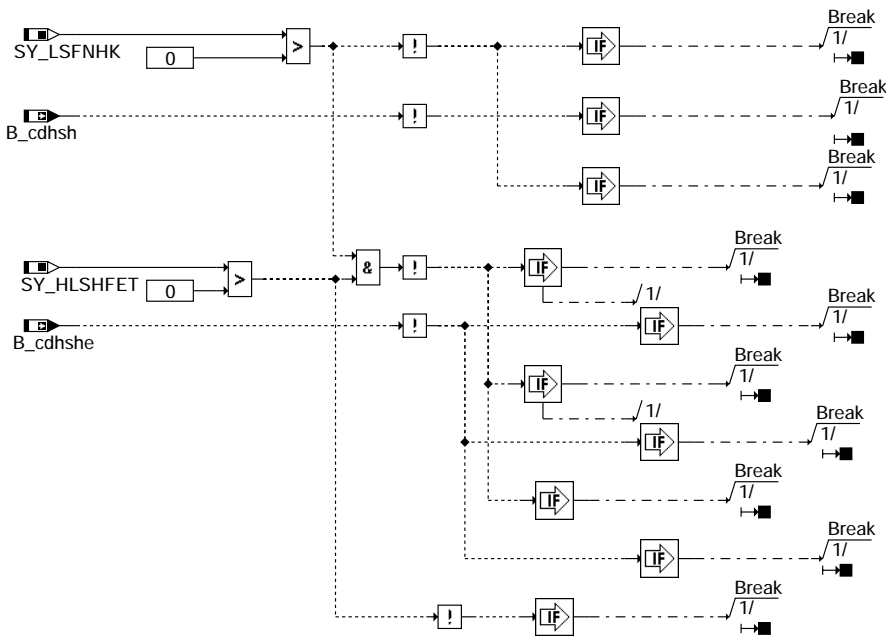 Break
1/
SY_LSFNHK
0
>
!
IF
Break
1/
B_cdhsh
!
IF
Break
1/
IF
Break
1/
SY_HLSHFET
0
>
&
!
IF
1/
Break
1/
B_cdhshe
!
IF
Break
1/
IF
1/
Break
1/
IF
Break
1/
IF
Break
1/
IF
Break
1/
!
IF